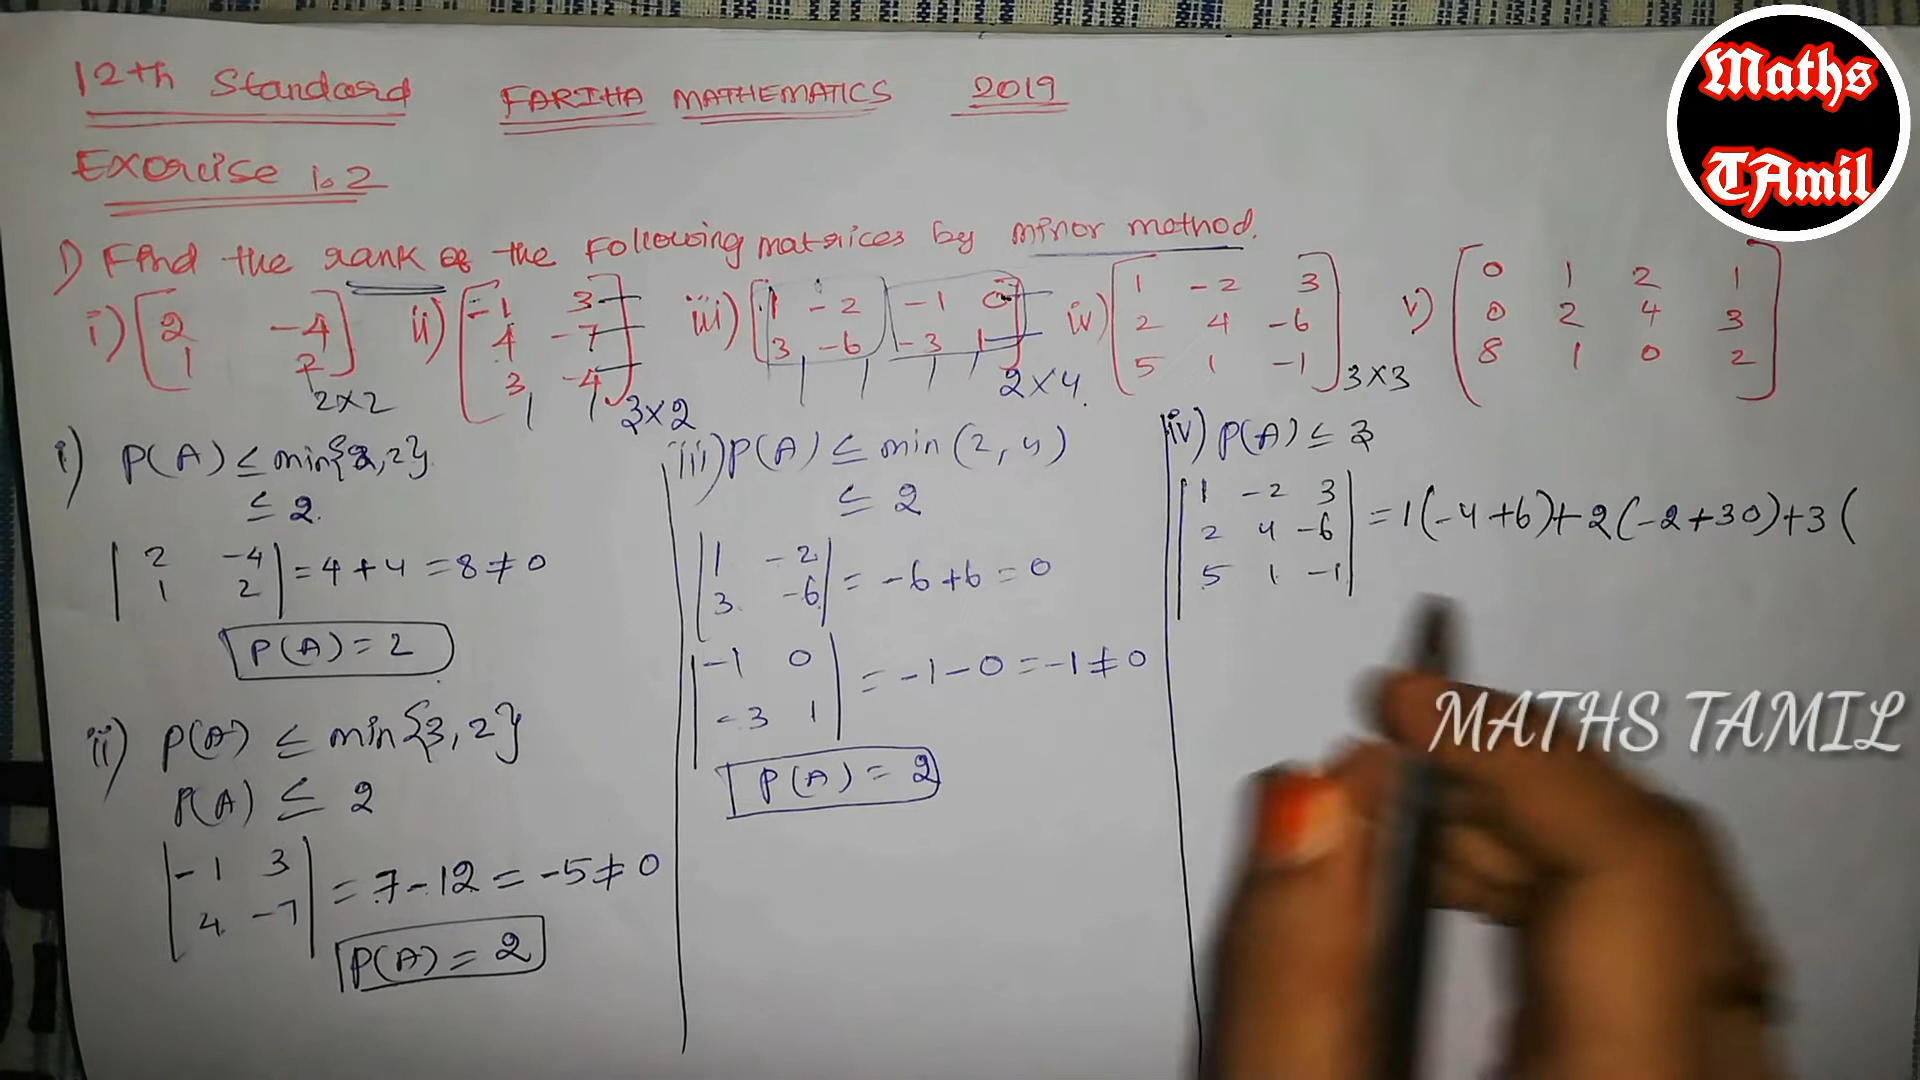 12th Standard FARITHA MATHEMATICS 2019
Maths TAmil
Exercise 1.2
1) Find the rank of the following matrices by minor method.
i) [2 -4
1 2] 2×2
ii) [-1 3
4 -7
3 -4] 3×2
iii) [1 -2 -1 0
3 -6 -3 1] 2×4
iv) [1 -2 3
2 4 -6
5 1 -1] 3×3
v) [0 1 2 1
0 2 4 3
8 1 0 2]
i) P(A) ≤ min{2,2}
≤ 2.
|2 -4
1 2| = 4+4 = 8 ≠ 0
P(A) = 2
ii) P(A) ≤ min{3,2}
P(A) ≤ 2
|-1 3
4 -7| = 7-12 = -5 ≠ 0
P(A) = 2
iii) P(A) ≤ min(2,4)
≤ 2
|1 -2
3 -6| = -6+6 = 0
|-1 0
-3 1| = -1-0 = -1 ≠ 0
P(A) = 2
iv) P(A) ≤ 3
|1 -2 3
2 4 -6
5 1 -1| = 1(-4+6)+2(-2+30)+3(
MATHS TAMIL